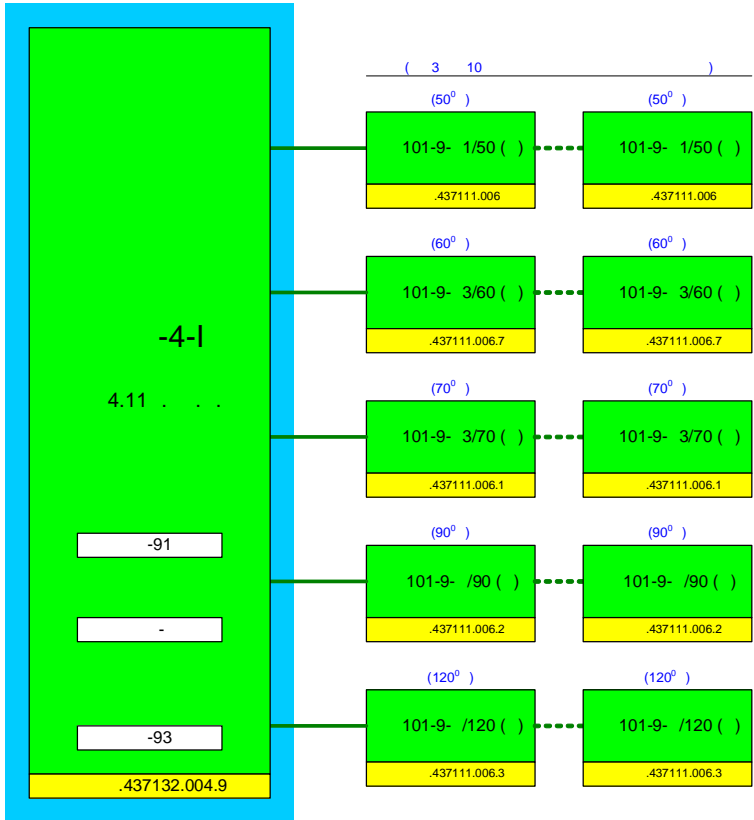 -4-I
4.11 . . .
-91
-
-93
.437132.004.9
( 3 10 )
(50⁰ ) (50⁰ )
101-9- 1/50 ( ) 101-9- 1/50 ( )
.437111.006 .437111.006
(60⁰ ) (60⁰ )
101-9- 3/60 ( ) 101-9- 3/60 ( )
.437111.006.7 .437111.006.7
(70⁰ ) (70⁰ )
101-9- 3/70 ( ) 101-9- 3/70 ( )
.437111.006.1 .437111.006.1
(90⁰ ) (90⁰ )
101-9- /90 ( ) 101-9- /90 ( )
.437111.006.2 .437111.006.2
(120⁰ ) (120⁰ )
101-9- /120 ( ) 101-9- /120 ( )
.437111.006.3 .437111.006.3